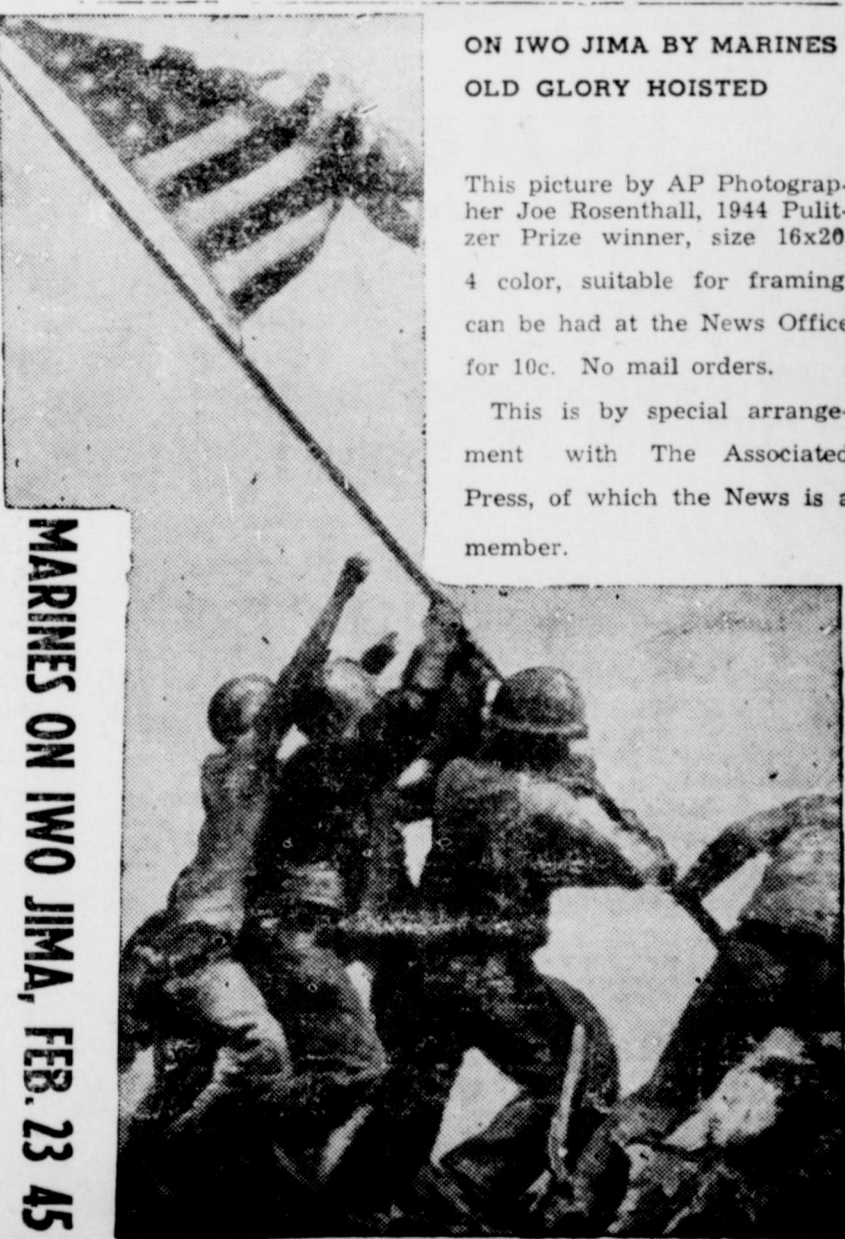 ON IWO JIMA BY MARINES
OLD GLORY HOISTED
This picture by AP Photograp-
her Joe Rosenthall, 1944 Pulit-
zer Prize winner, size 16x20
4 color, suitable for framing
can be had at the News Office
for 10c. No mail orders.
This is by special arrange-
ment with The Associated
Press, of which the News is a
member.
MARINES ON IWO JIMA, FEB. 23 45